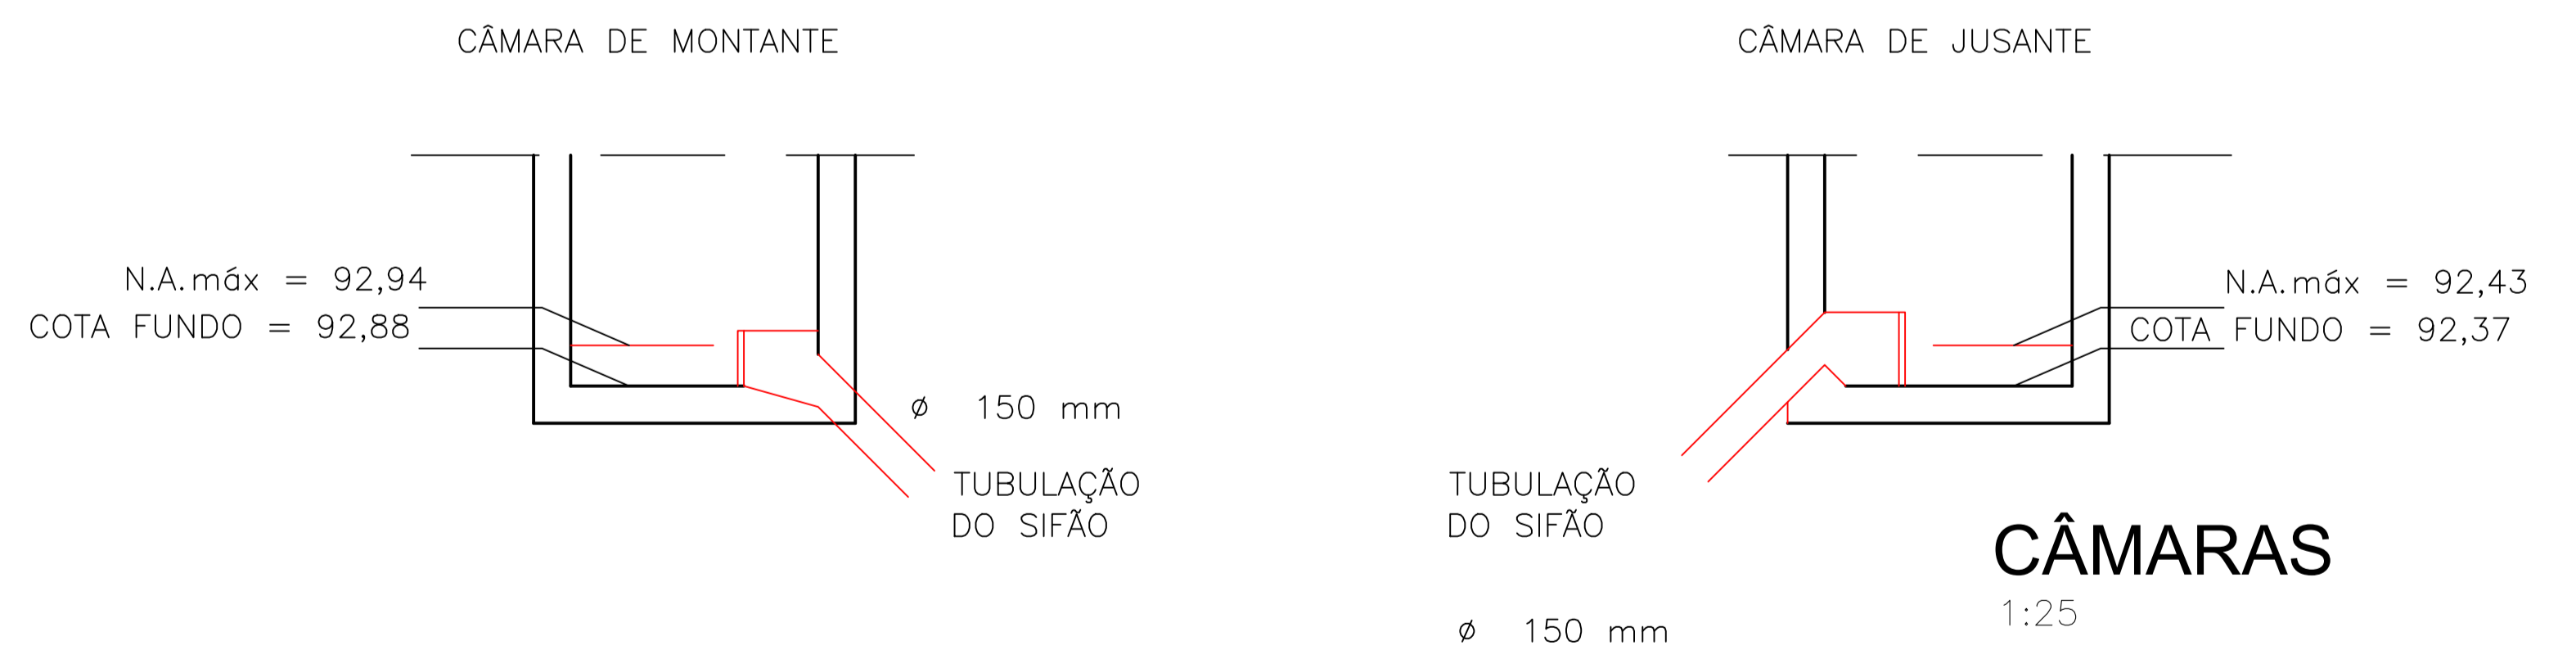 CÂMARA DE MONTANTE
N.A.máx = 92,94
COTA FUNDO = 92,88
ø 150 mm
TUBULAÇÃO
DO SIFÃO
CÂMARA DE JUSANTE
N.A.máx = 92,43
COTA FUNDO = 92,37
TUBULAÇÃO
DO SIFÃO
ø 150 mm
CÂMARAS
1:25